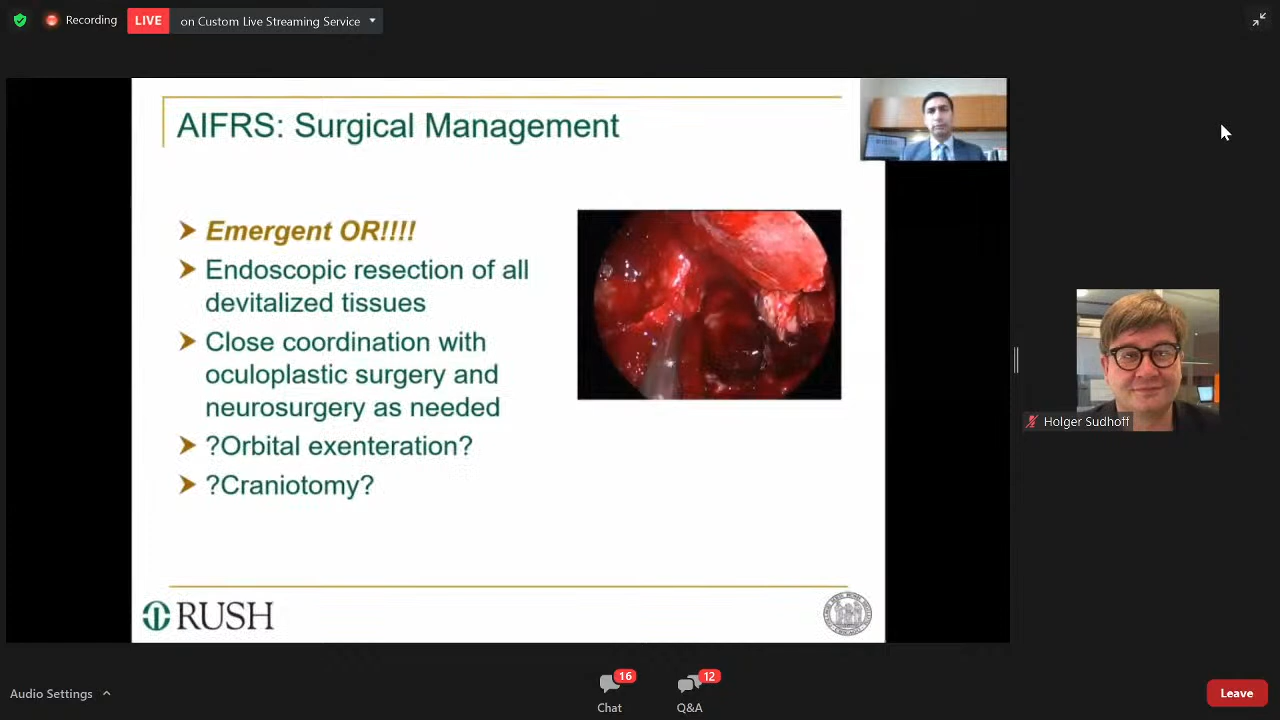 Recording
LIVE
on Custom Live Streaming Service
AIFRS: Surgical Management
Emergent OR!!!!
Endoscopic resection of all
devitalized tissues
Close coordination with
oculoplastic surgery and
neurosurgery as needed
?Orbital exenteration?
?Craniotomy?
RUSH
Holger Sudhoff
Audio Settings
16
Chat
12
Q&A
Leave